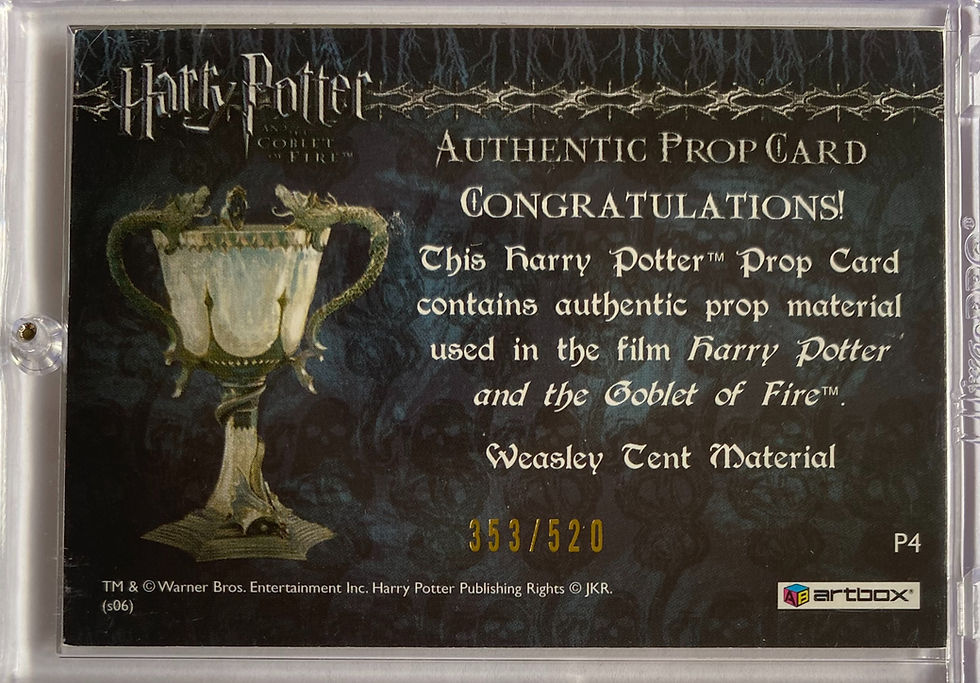 Harry Potter
AND THE
GOBLET
OF FIRE™
AUTHENTIC PROP CARD
CONGRATULATIONS!
This Harry Potter™ Prop Card
contains authentic prop material
used in the film Harry Potter
and the Goblet of Fire™.
Weasley Tent Material
353/520
P4
TM & © Warner Bros. Entertainment Inc. Harry Potter Publishing Rights © JKR.
(s06)
AB artbox®